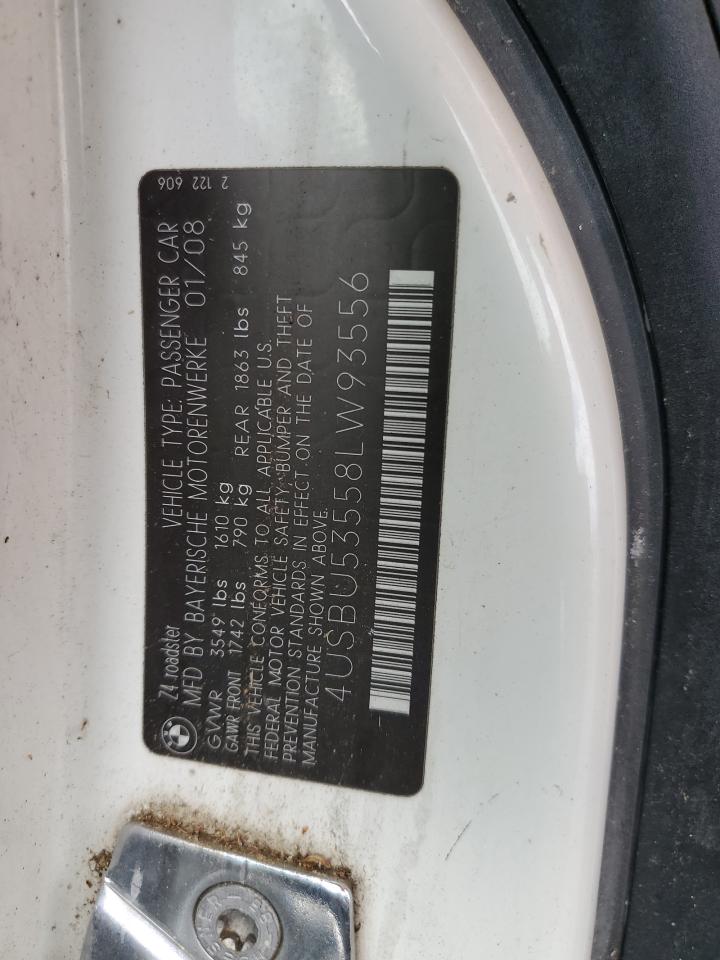 Z4 roadster
VEHICLE TYPE: PASSENGER CAR
2 122 606
MFD BY BAYERISCHE MOTORENWERKE 01/08
GVWR 3549 lbs 1610 kg
GAWR FRONT 1742 lbs 790 kg REAR 1863 lbs 845 kg
THIS VEHICLE CONFORMS TO ALL APPLICABLE U.S.
FEDERAL MOTOR VEHICLE SAFETY, BUMPER AND THEFT
PREVENTION STANDARDS IN EFFECT ON THE DATE OF
MANUFACTURE SHOWN ABOVE.
4USBU53558LW93556